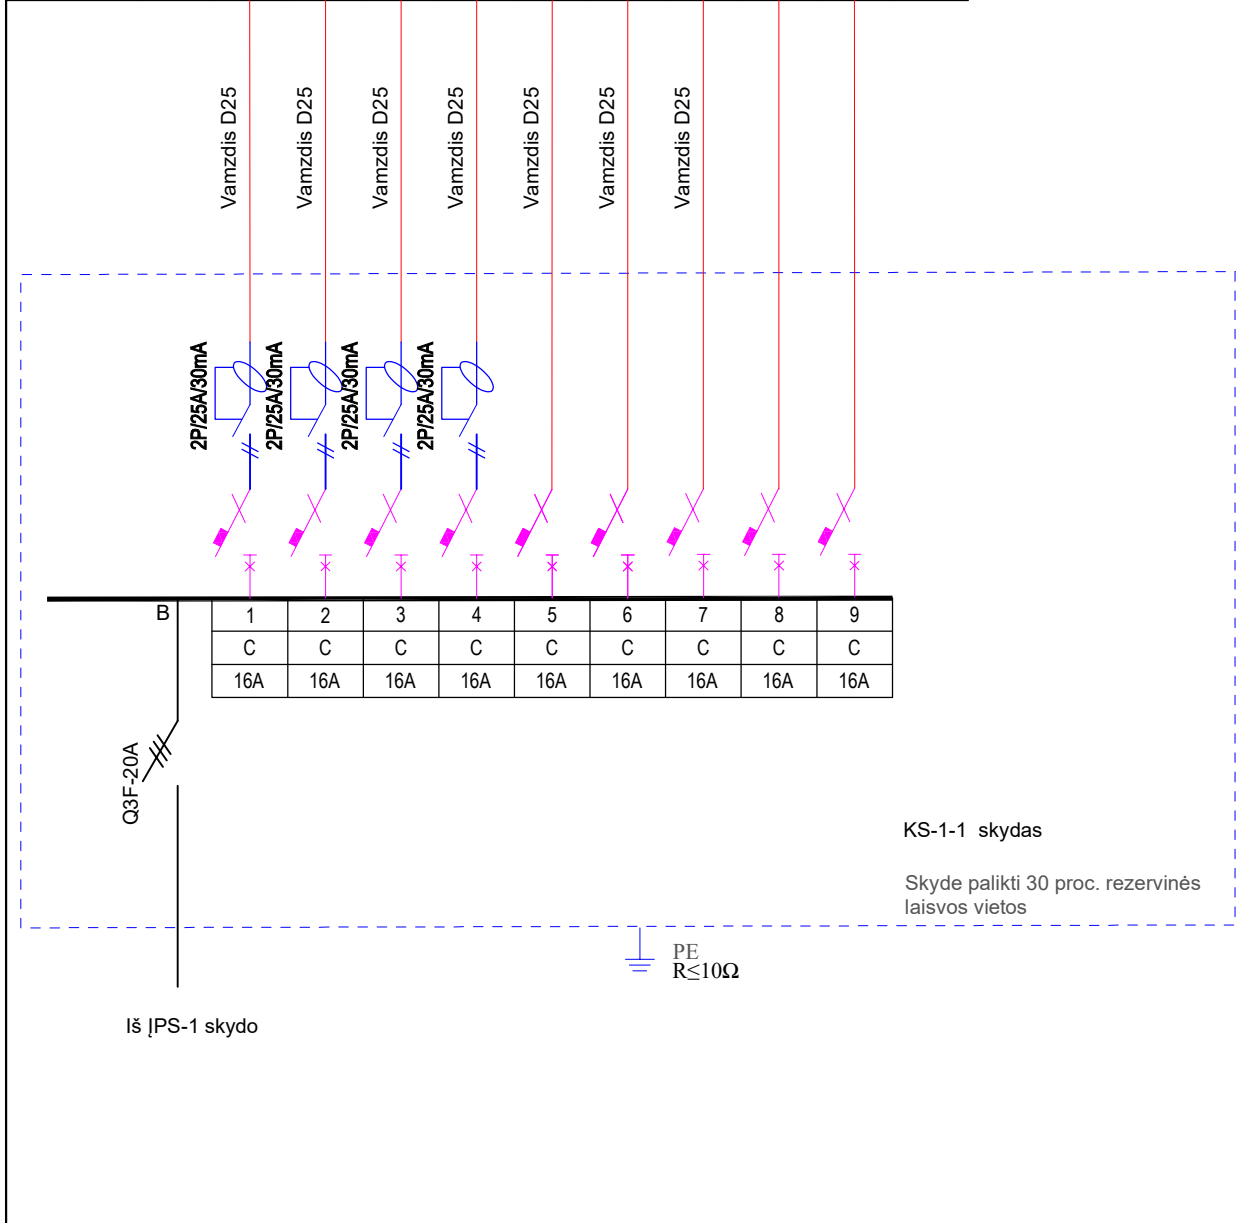 Vamzdis D25
Vamzdis D25
Vamzdis D25
Vamzdis D25
Vamzdis D25
Vamzdis D25
Vamzdis D25
2P/25A/30mA
2P/25A/30mA
2P/25A/30mA
2P/25A/30mA
B
1 2 3 4 5 6 7 8 9
C C C C C C C C C
16A 16A 16A 16A 16A 16A 16A 16A 16A
Q3F-20A
KS-1-1 skydas
Skyde palikti 30 proc. rezervinės
laisvos vietos
PE
R≤10Ω
Iš ĮPS-1 skydo